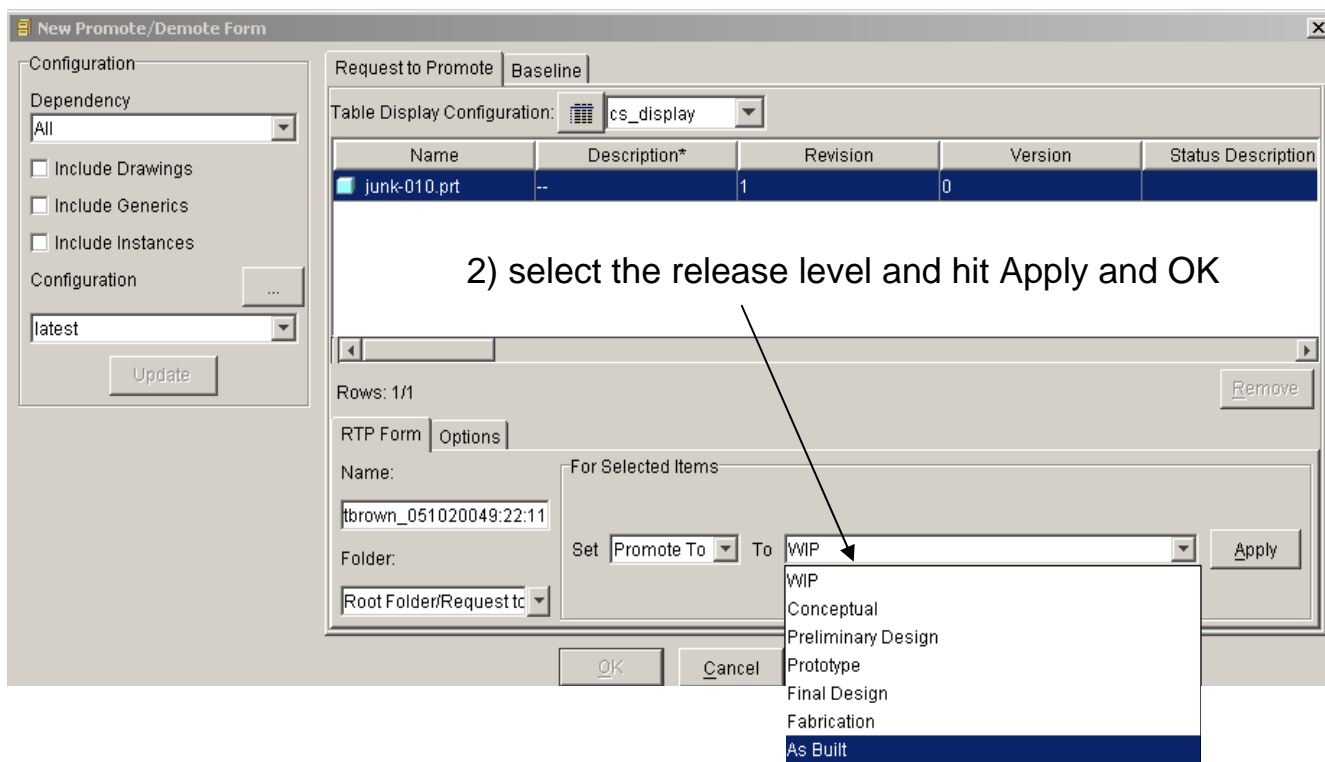 New Promote/Demote Form
Configuration
Dependency
All
Include Drawings
Include Generics
Include Instances
Configuration
...
latest
Update
Request to Promote Baseline
Table Display Configuration: cs_display
Name Description* Revision Version Status Description
junk-010.prt -- 1 0
2) select the release level and hit Apply and OK
Rows: 1/1
Remove
RTP Form Options
Name:
tbrown_051020049:22:11
Folder:
Root Folder/Request to
For Selected Items
Set Promote To To WIP Apply
WIP
Conceptual
Preliminary Design
Prototype
Final Design
Fabrication
As Built
OK Cancel